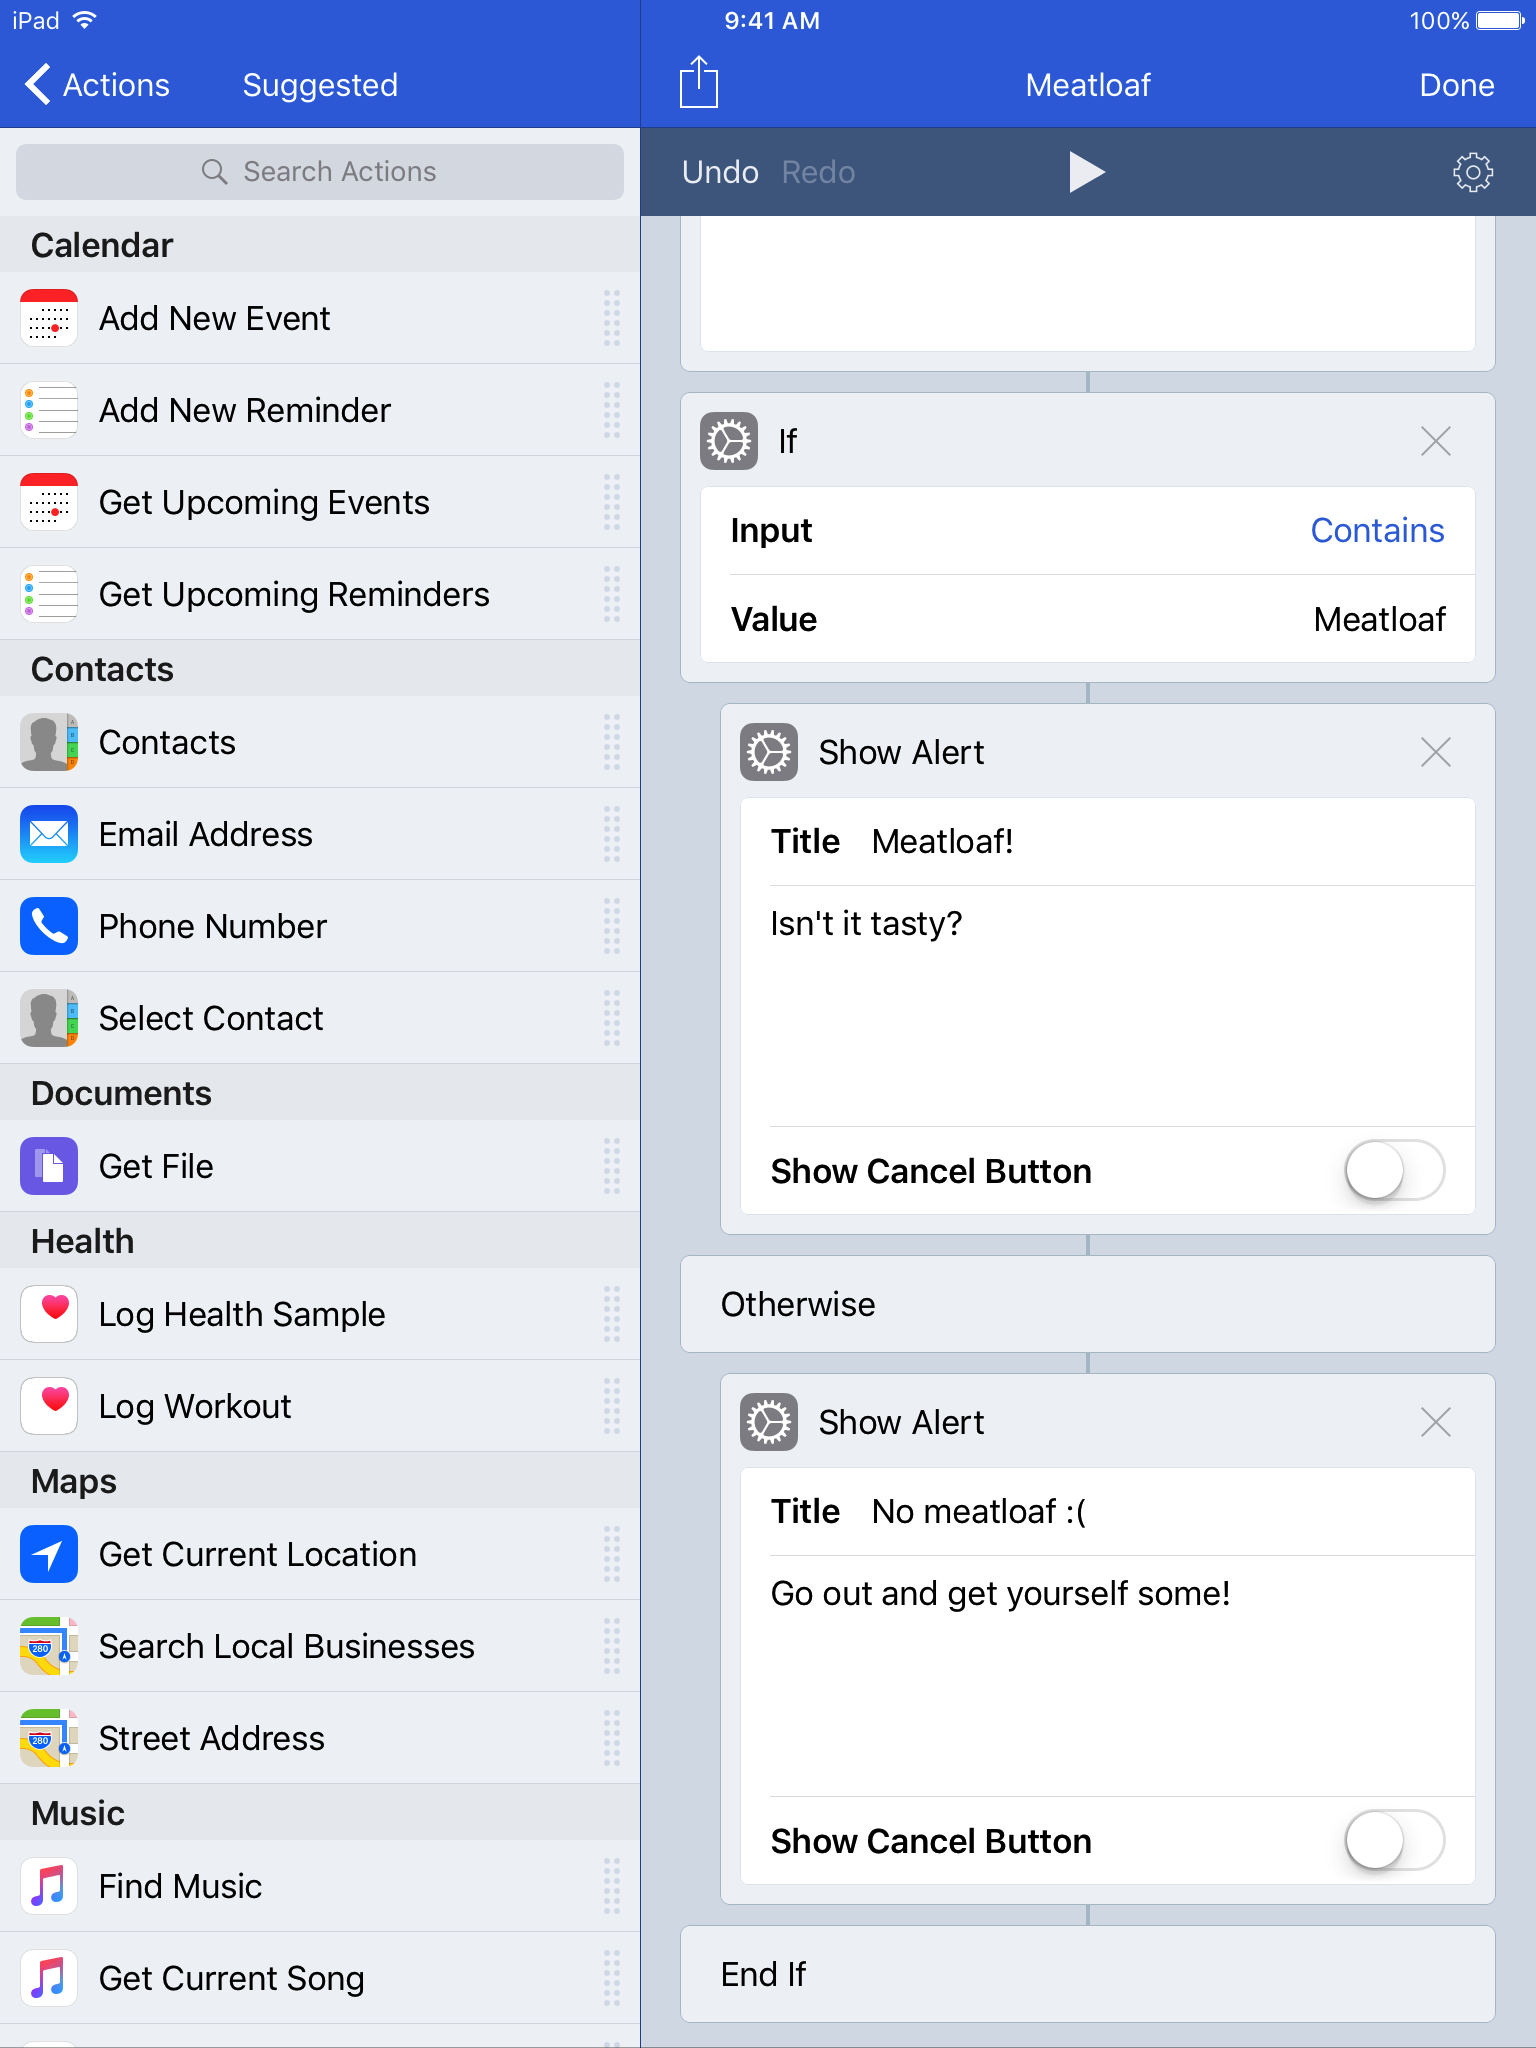 iPad
9:41 AM
100%
Actions
Suggested
Meatloaf
Done
Search Actions
Undo
Redo
Calendar
Add New Event
Add New Reminder
Get Upcoming Events
Get Upcoming Reminders
Contacts
Contacts
Email Address
Phone Number
Select Contact
Documents
Get File
Health
Log Health Sample
Log Workout
Maps
Get Current Location
280
Search Local Businesses
280
Street Address
Music
Find Music
Get Current Song
If
Input
Contains
Value
Meatloaf
Show Alert
Title Meatloaf!
Isn't it tasty?
Show Cancel Button
Otherwise
Show Alert
Title No meatloaf :(
Go out and get yourself some!
Show Cancel Button
End If